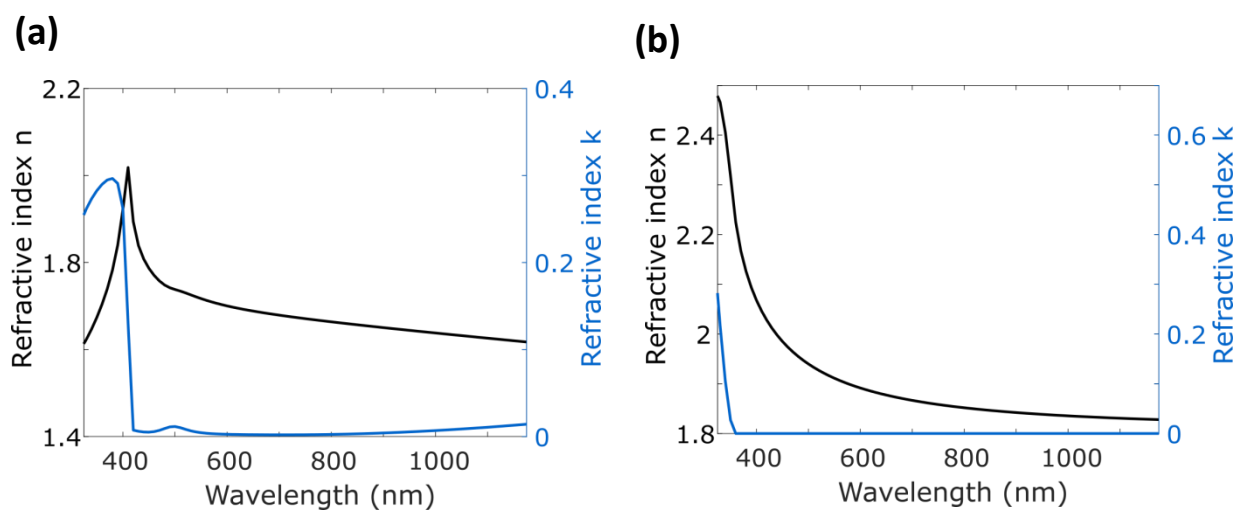 (a)
Refractive index n
2.2
1.8
1.4
400
600
800
1000
Wavelength (nm)
0.4
0.2
0
Refractive index k
(b)
Refractive index n
2.4
2.2
2
1.8
400
600
800
1000
Wavelength (nm)
0.6
0.4
0.2
0
Refractive index k